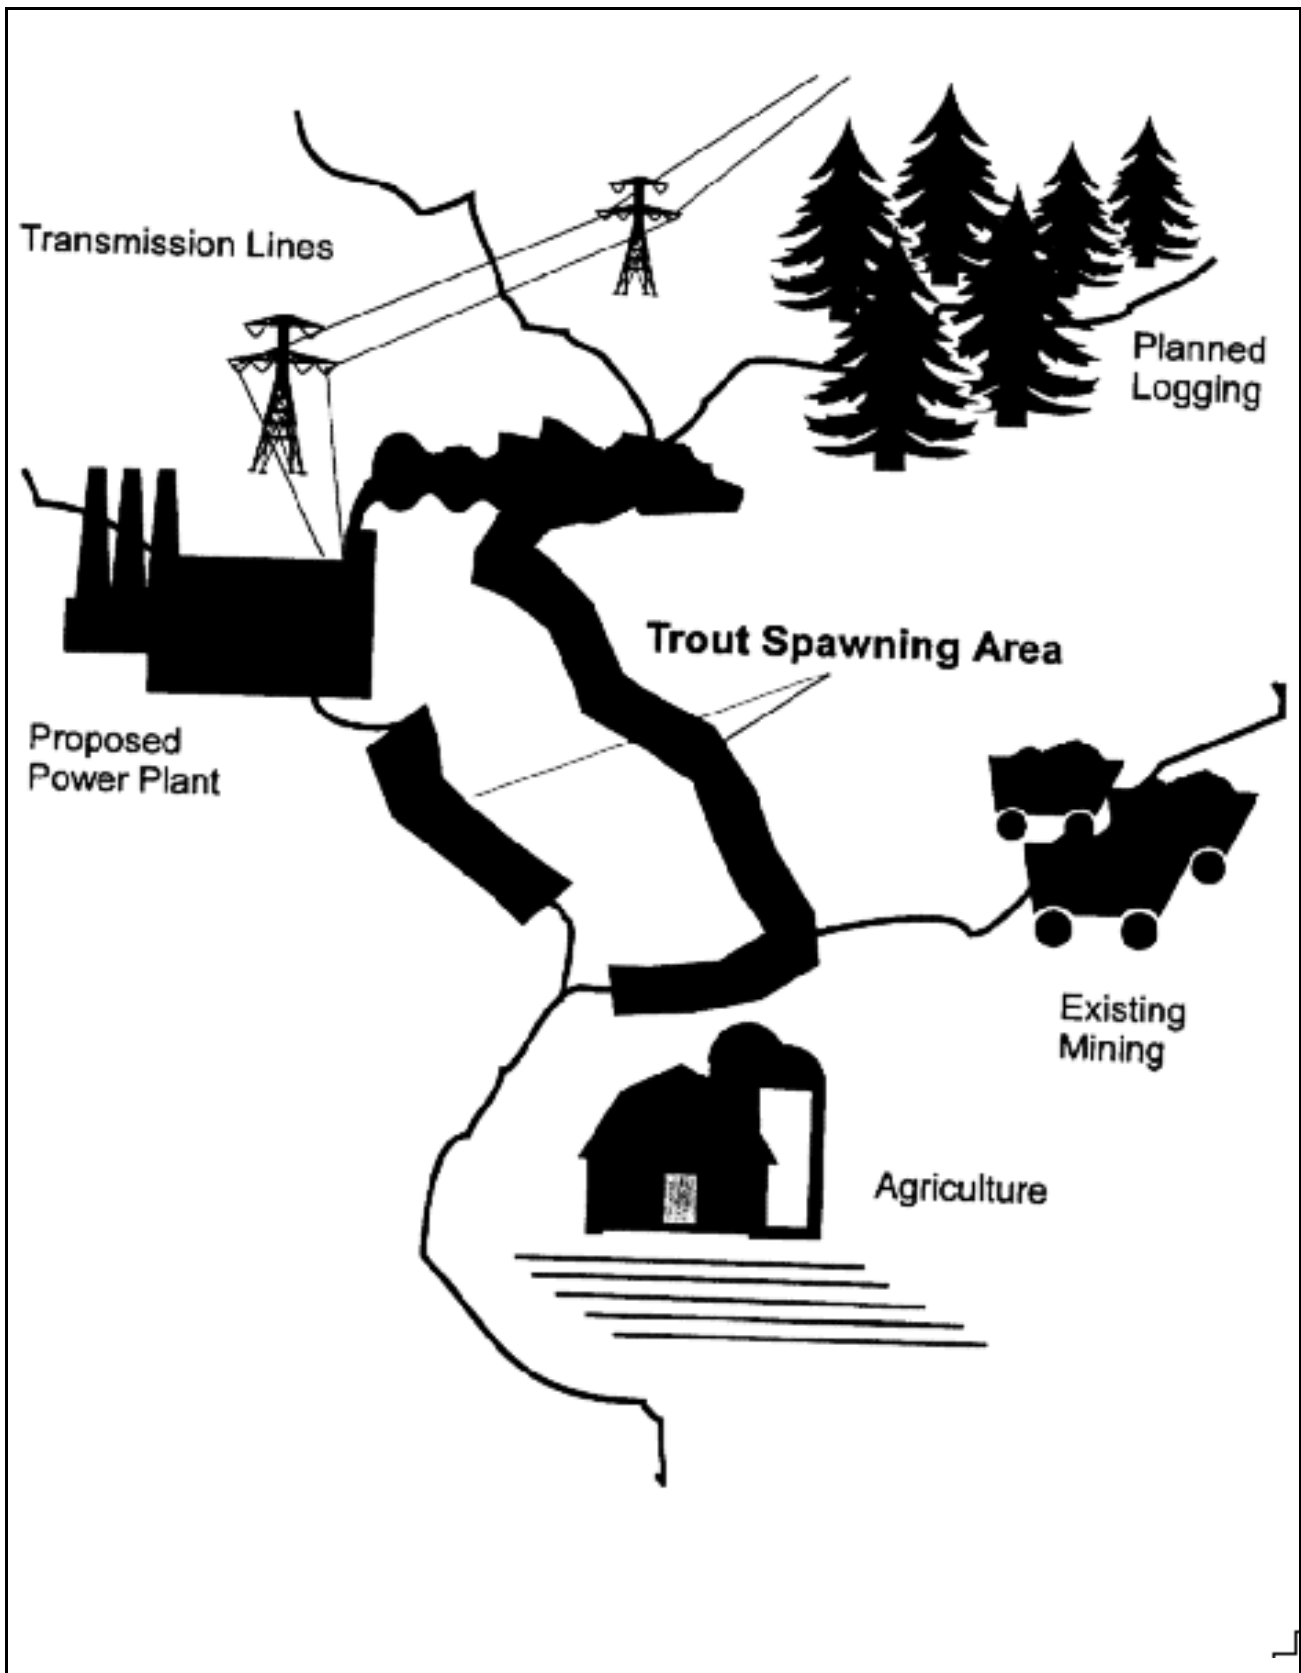 Transmission Lines
Planned
Logging
Trout Spawning Area
Proposed
Power Plant
Existing
Mining
Agriculture